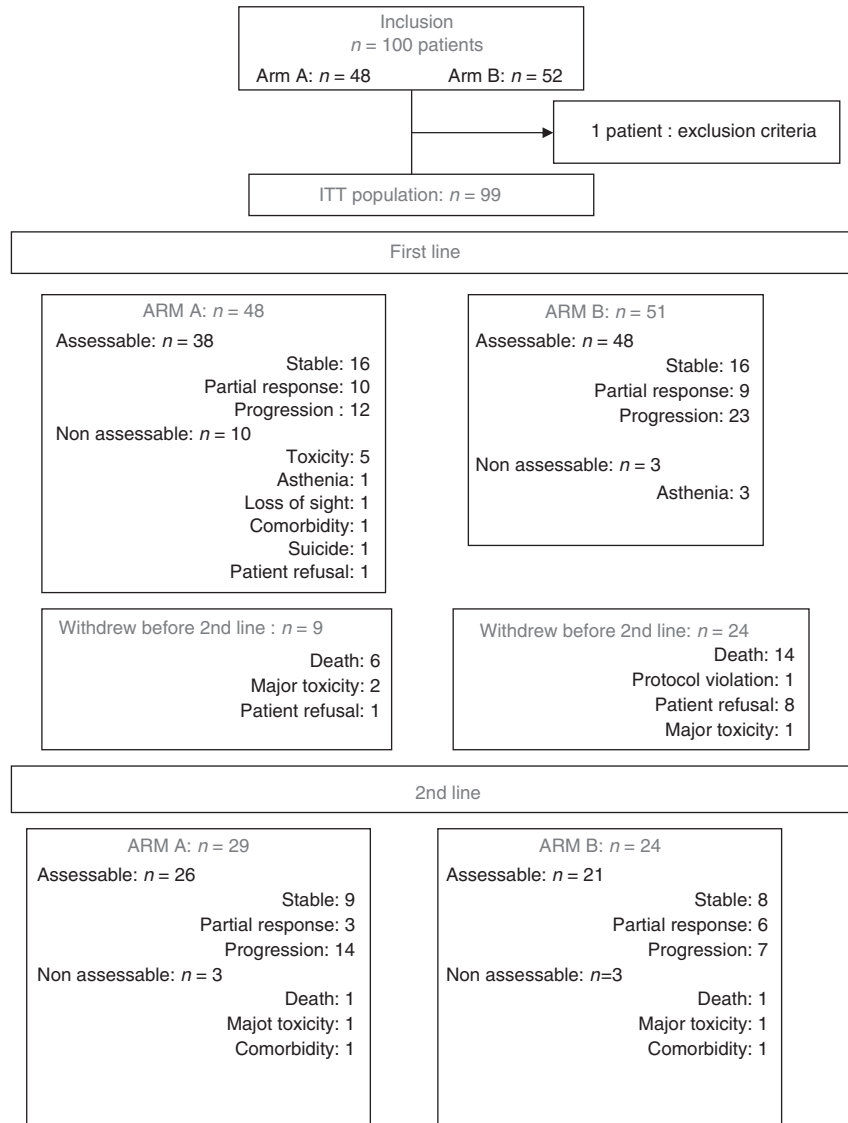 Inclusion
n = 100 patients
Arm A: n = 48 Arm B: n = 52
1 patient : exclusion criteria
ITT population: n = 99
First line
ARM A: n = 48
Assessable: n = 38
Stable: 16
Partial response: 10
Progression : 12
Non assessable: n = 10
Toxicity: 5
Asthenia: 1
Loss of sight: 1
Comorbidity: 1
Suicide: 1
Patient refusal: 1
ARM B: n = 51
Assessable: n = 48
Stable: 16
Partial response: 9
Progression: 23
Non assessable: n = 3
Asthenia: 3
Withdrew before 2nd line : n = 9
Death: 6
Major toxicity: 2
Patient refusal: 1
Withdrew before 2nd line: n = 24
Death: 14
Protocol violation: 1
Patient refusal: 8
Major toxicity: 1
2nd line
ARM A: n = 29
Assessable: n = 26
Stable: 9
Partial response: 3
Progression: 14
Non assessable: n = 3
Death: 1
Majot toxicity: 1
Comorbidity: 1
ARM B: n = 24
Assessable: n = 21
Stable: 8
Partial response: 6
Progression: 7
Non assessable: n=3
Death: 1
Major toxicity: 1
Comorbidity: 1